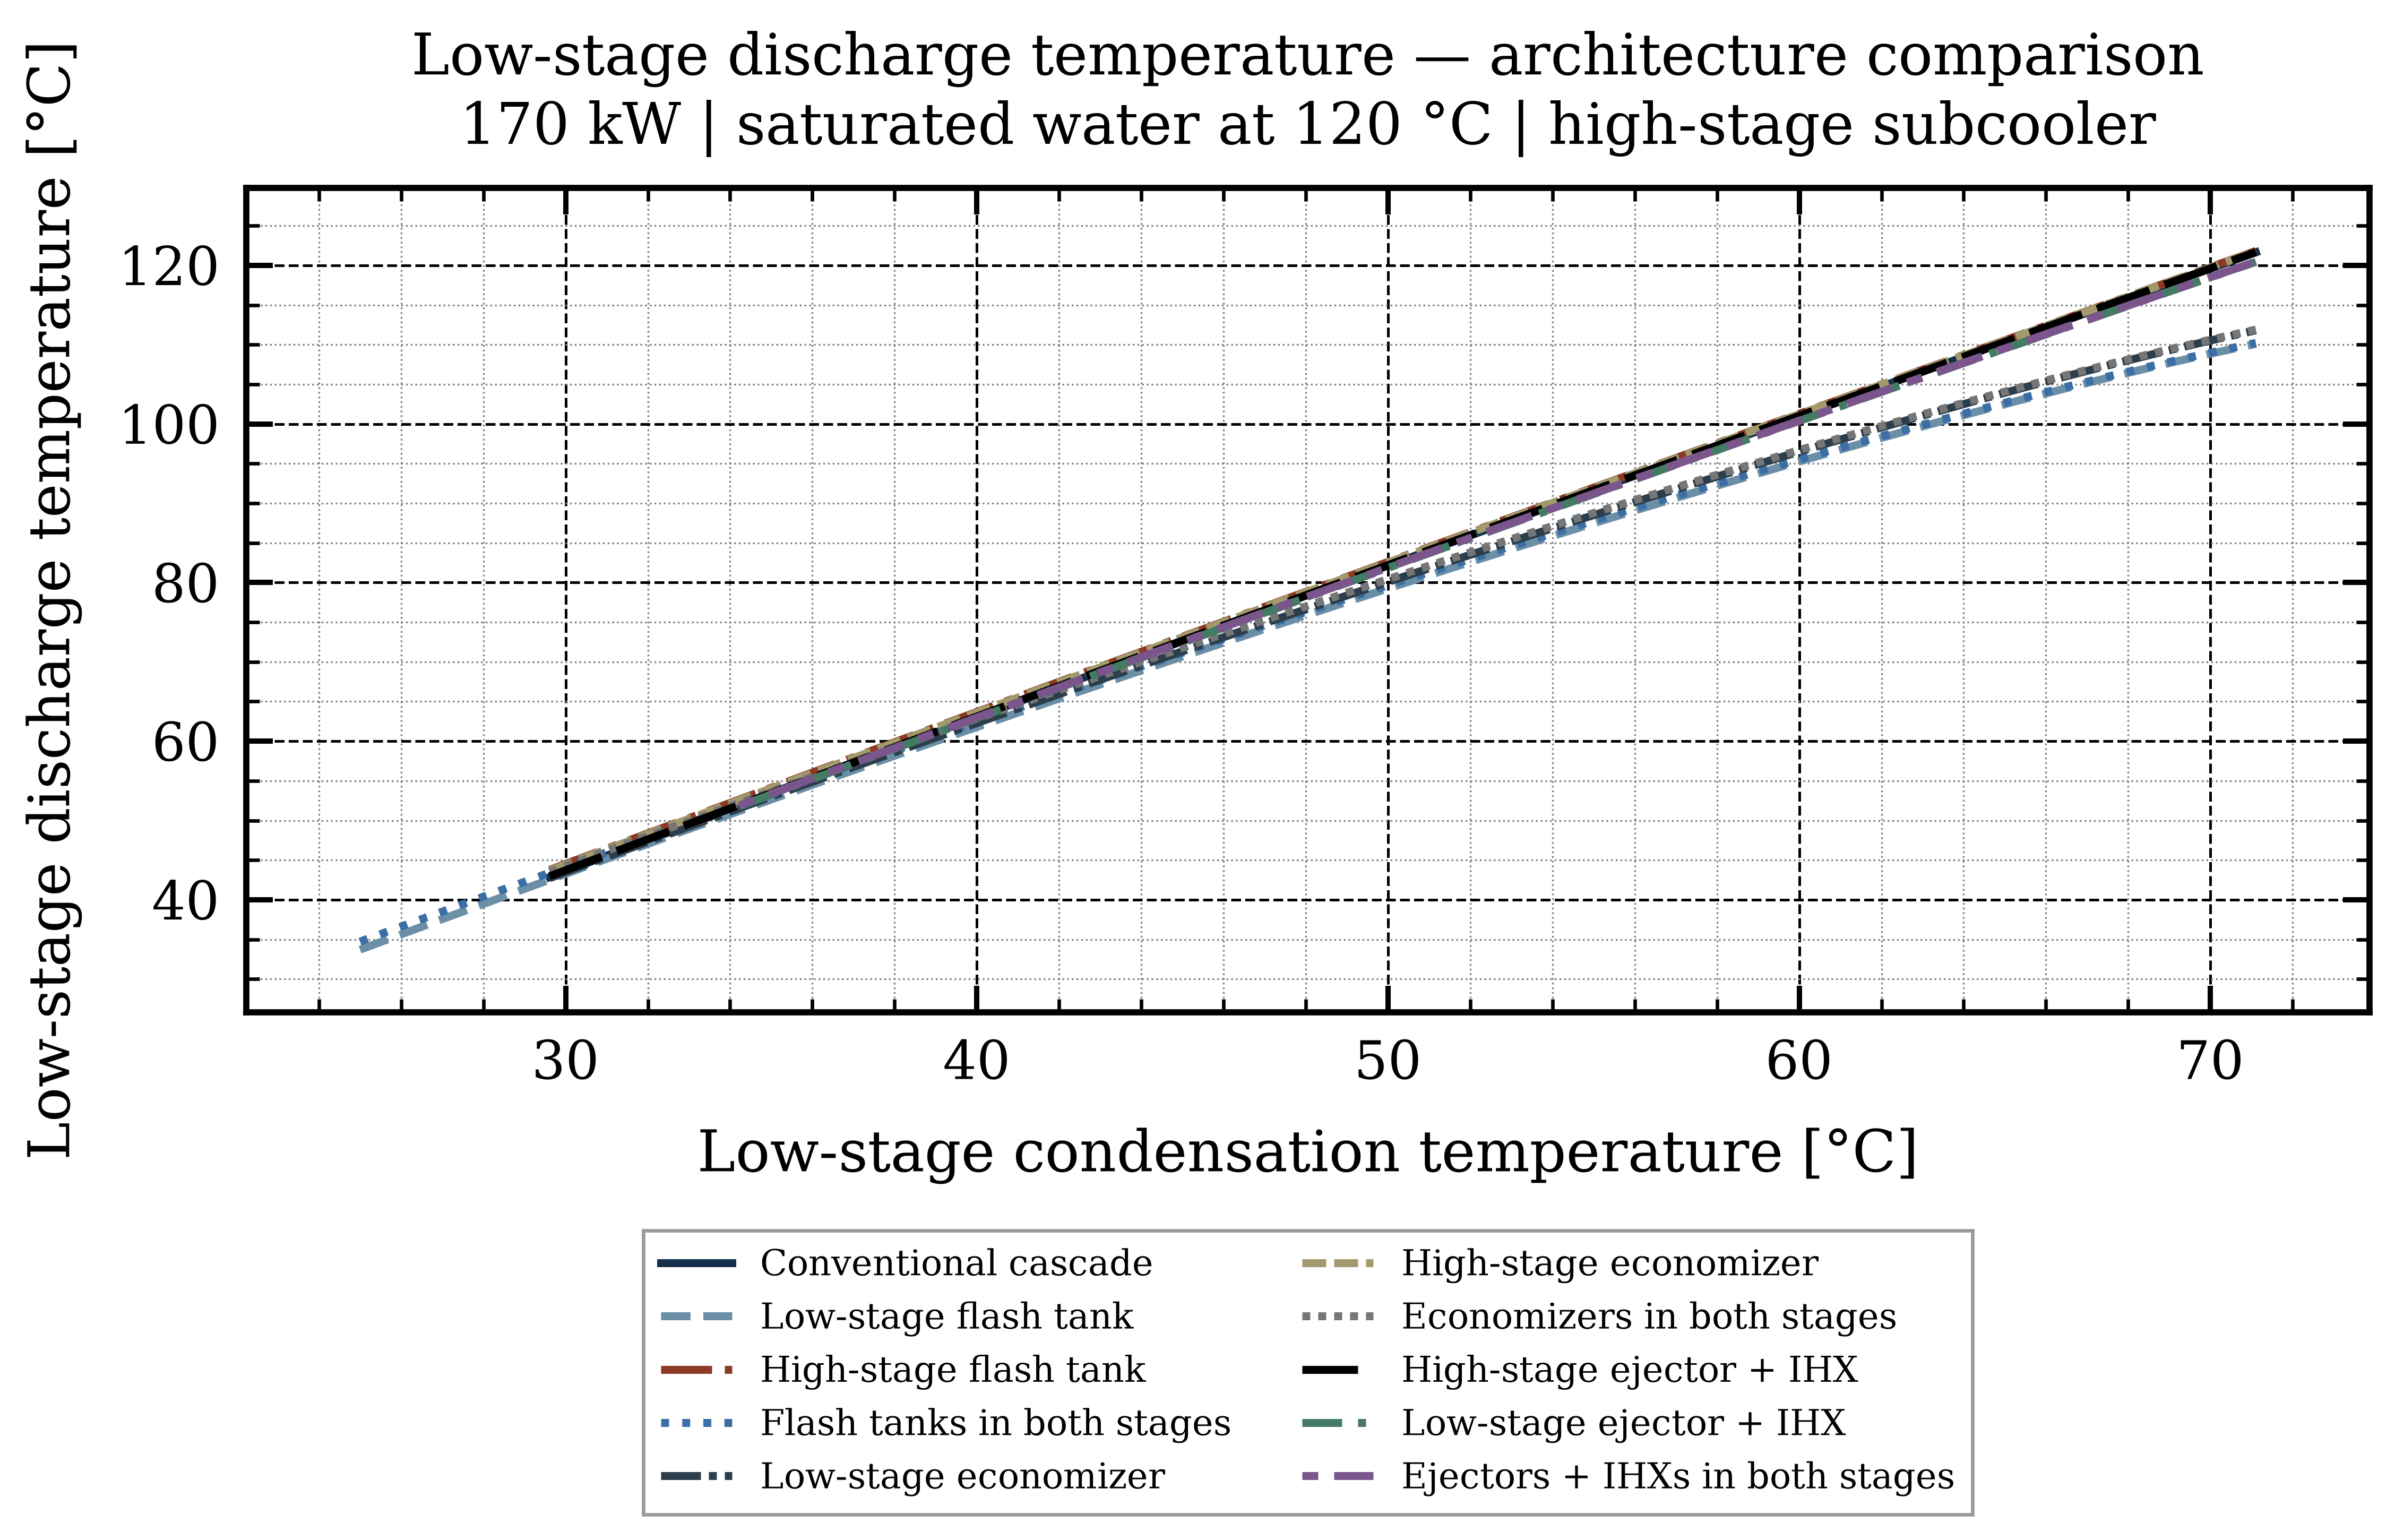 Low-stage discharge temperature — architecture comparison
170 kW | saturated water at 120 °C | high-stage subcooler
Low-stage discharge temperature [°C]
120
100
80
60
40
30
40
50
60
70
Low-stage condensation temperature [°C]
Conventional cascade
Low-stage flash tank
High-stage flash tank
Flash tanks in both stages
Low-stage economizer
High-stage economizer
Economizers in both stages
High-stage ejector + IHX
Low-stage ejector + IHX
Ejectors + IHXs in both stages